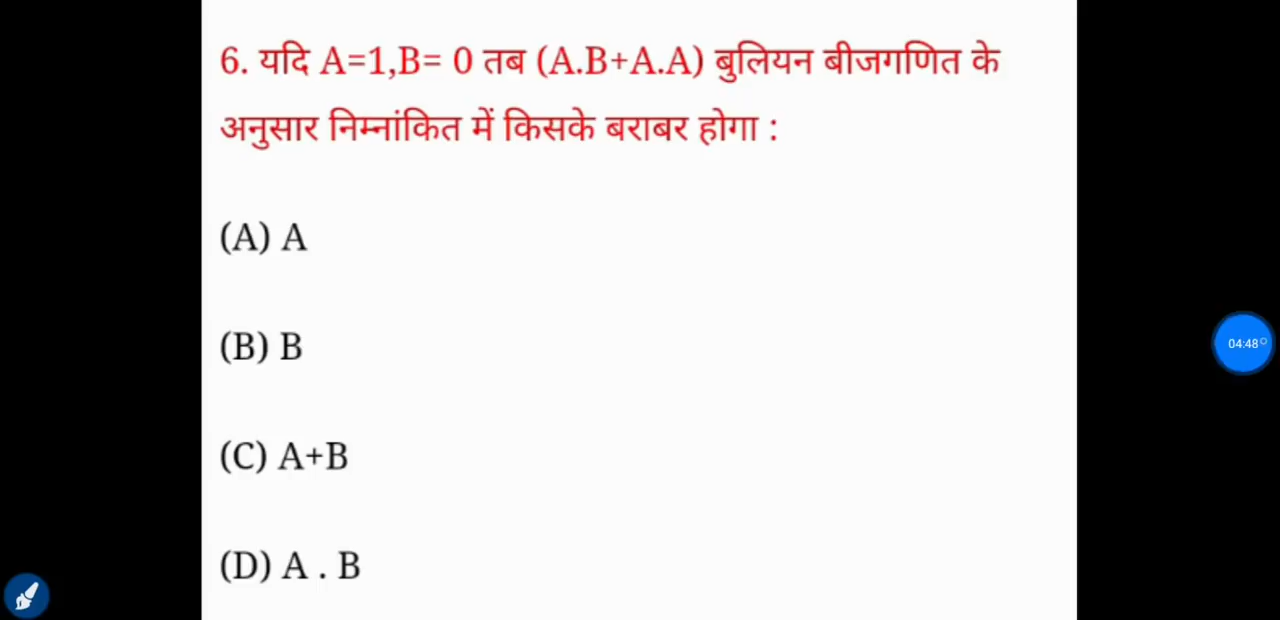 6. यदि A=1,B= 0 तब (A.B+A.A) बुलियन बीजगणित के
अनुसार निम्नांकित में किसके बराबर होगा :
(A) A
(B) B
04:48
(C) A+B
(D) A . B